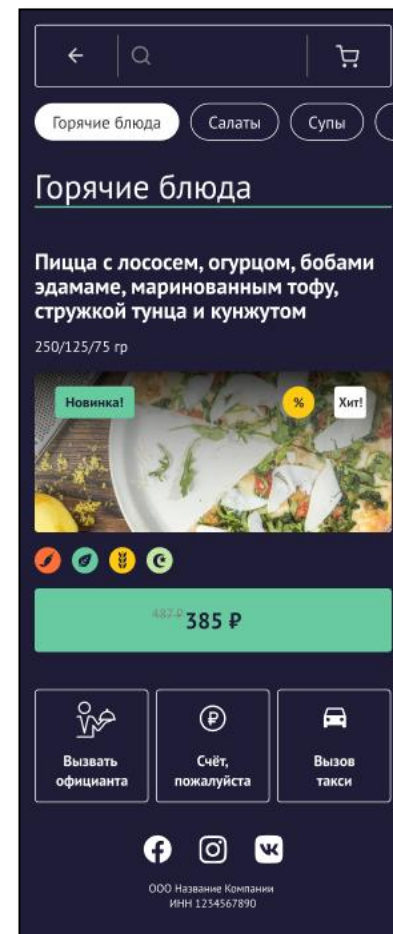 Горячие блюда
Салаты
Супы
Горячие блюда
Пицца с лососем, огурцом, бобами
эдамаме, маринованным тофу,
стружкой тунца и кунжутом
250/125/75 гр
Новинка!
%
Хит!
487 ₽ 385 ₽
Вызвать
официанта
Счёт,
пожалуйста
Вызов
такси
ООО Название Компании
ИНН 1234567890